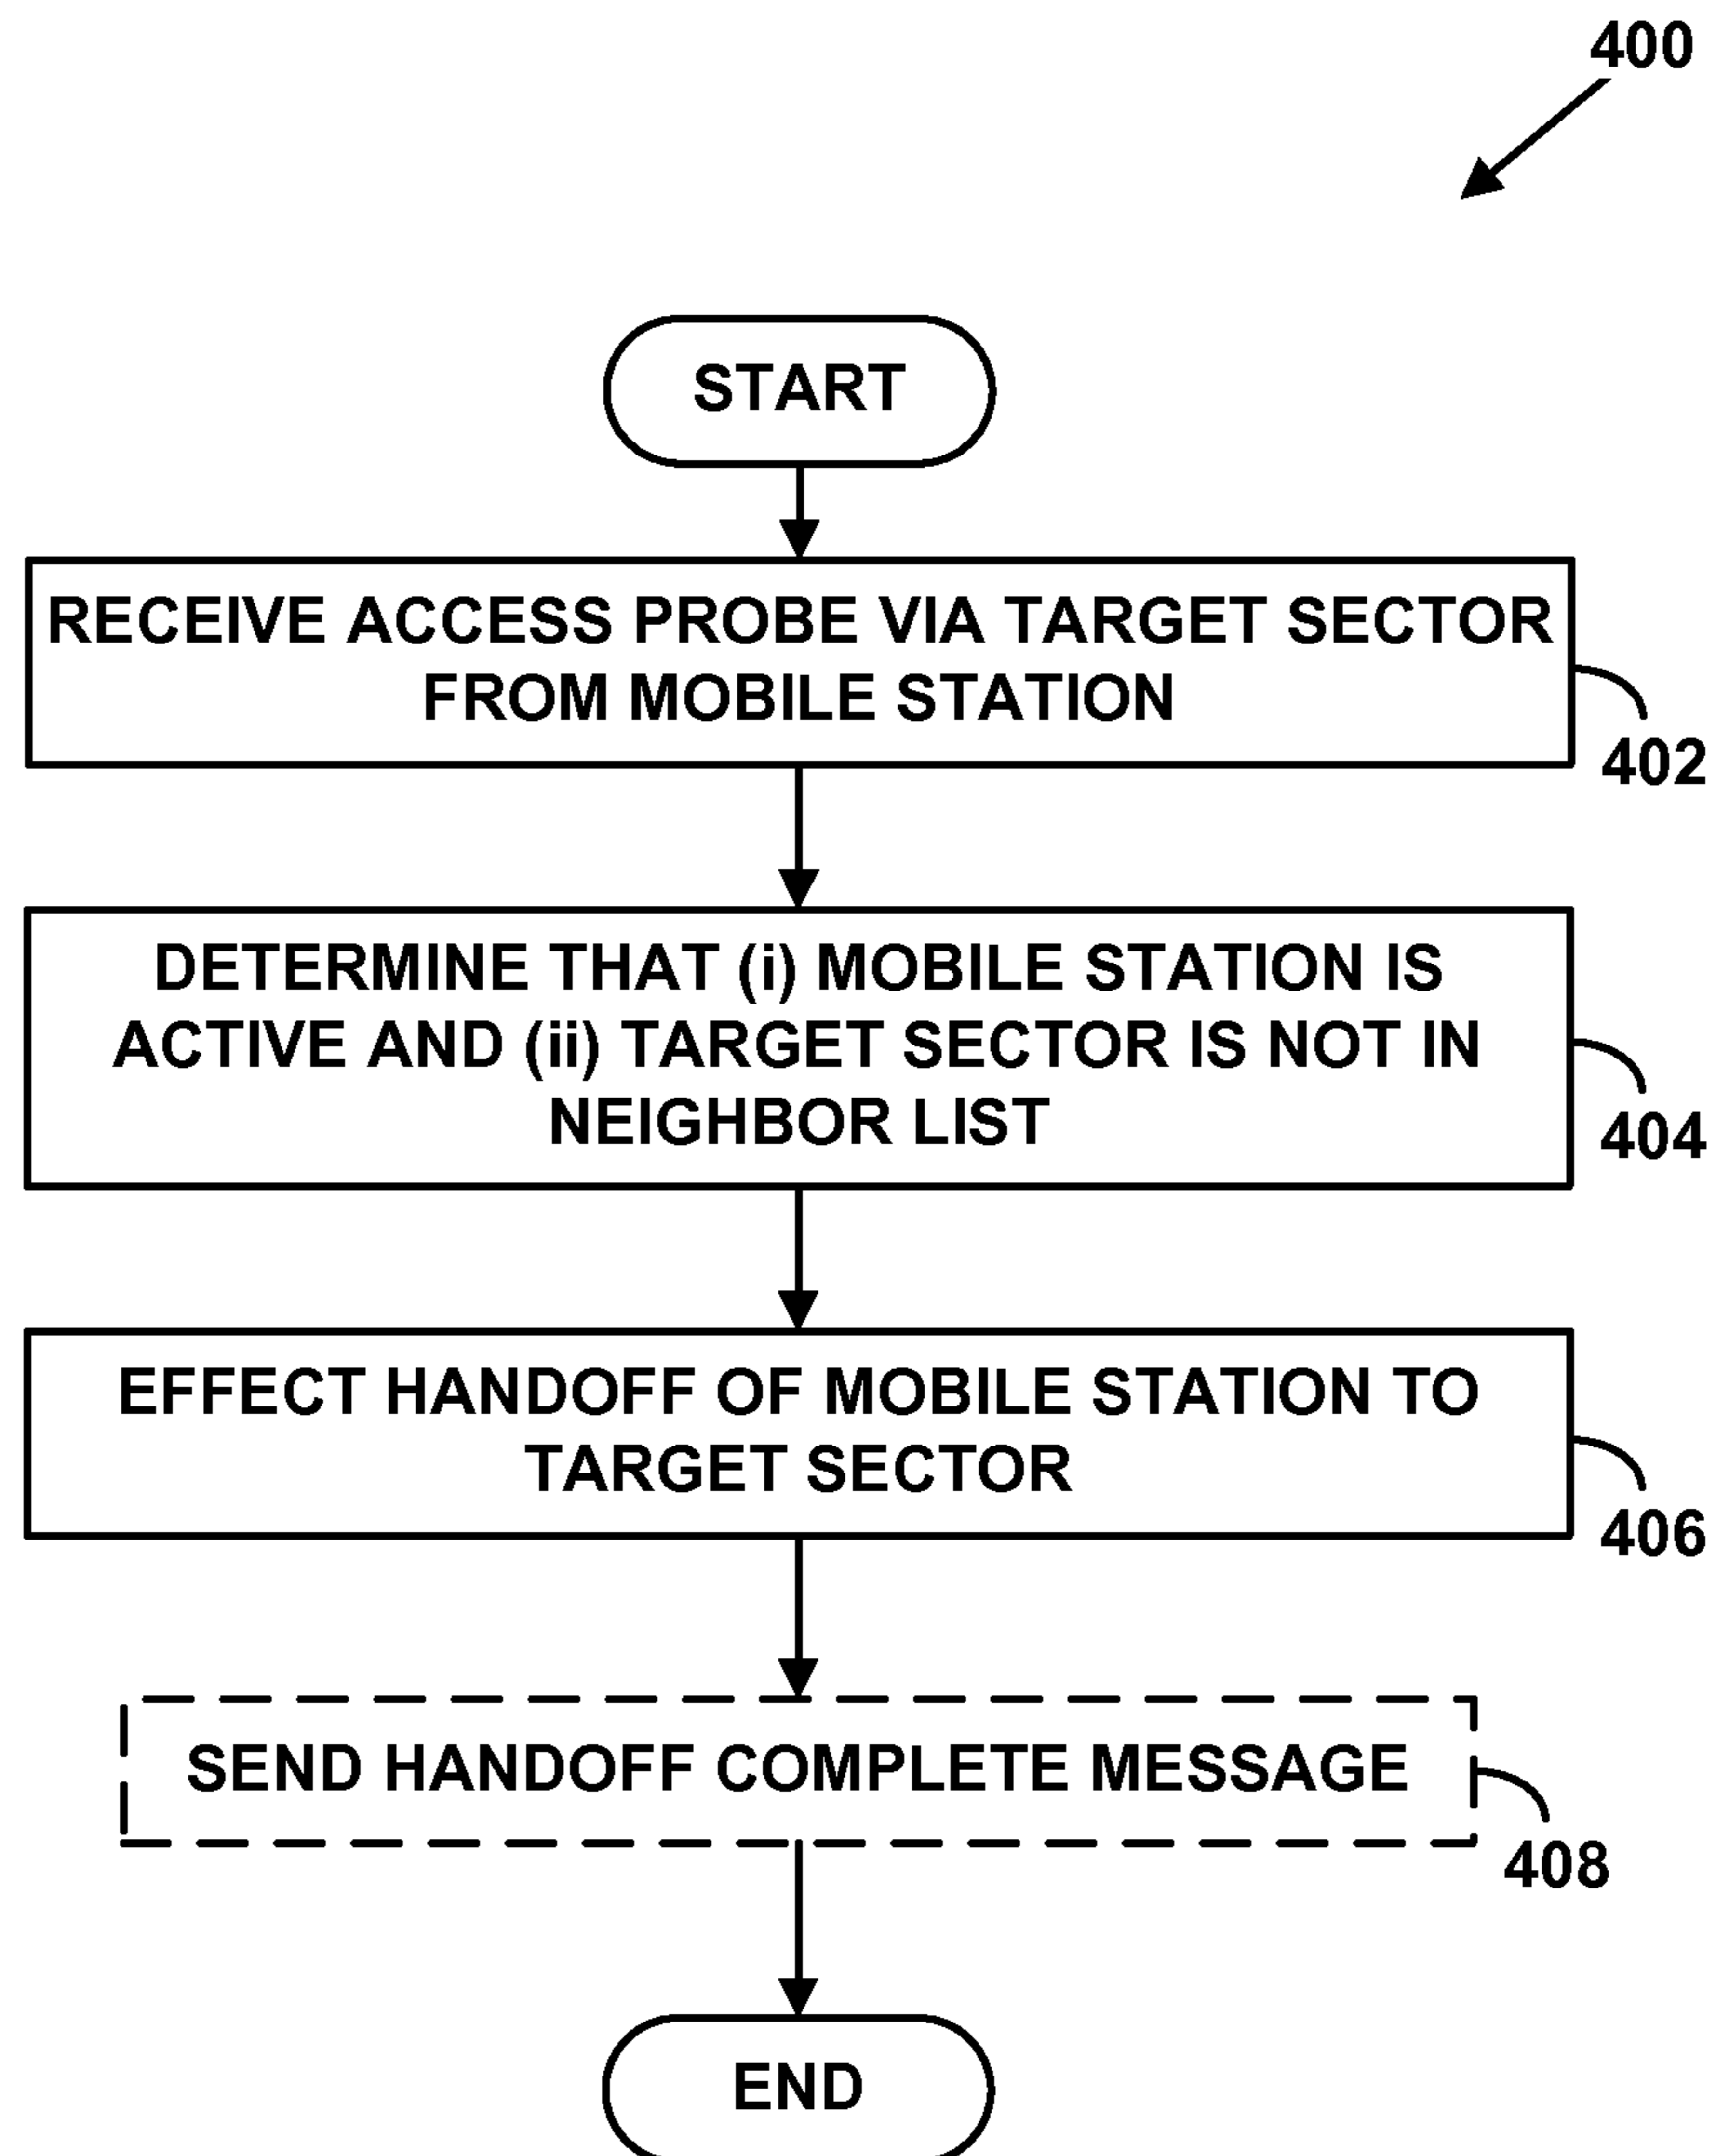 400
START
RECEIVE ACCESS PROBE VIA TARGET SECTOR
FROM MOBILE STATION
402
DETERMINE THAT (i) MOBILE STATION IS
ACTIVE AND (ii) TARGET SECTOR IS NOT IN
NEIGHBOR LIST
404
EFFECT HANDOFF OF MOBILE STATION TO
TARGET SECTOR
406
SEND HANDOFF COMPLETE MESSAGE
408
END